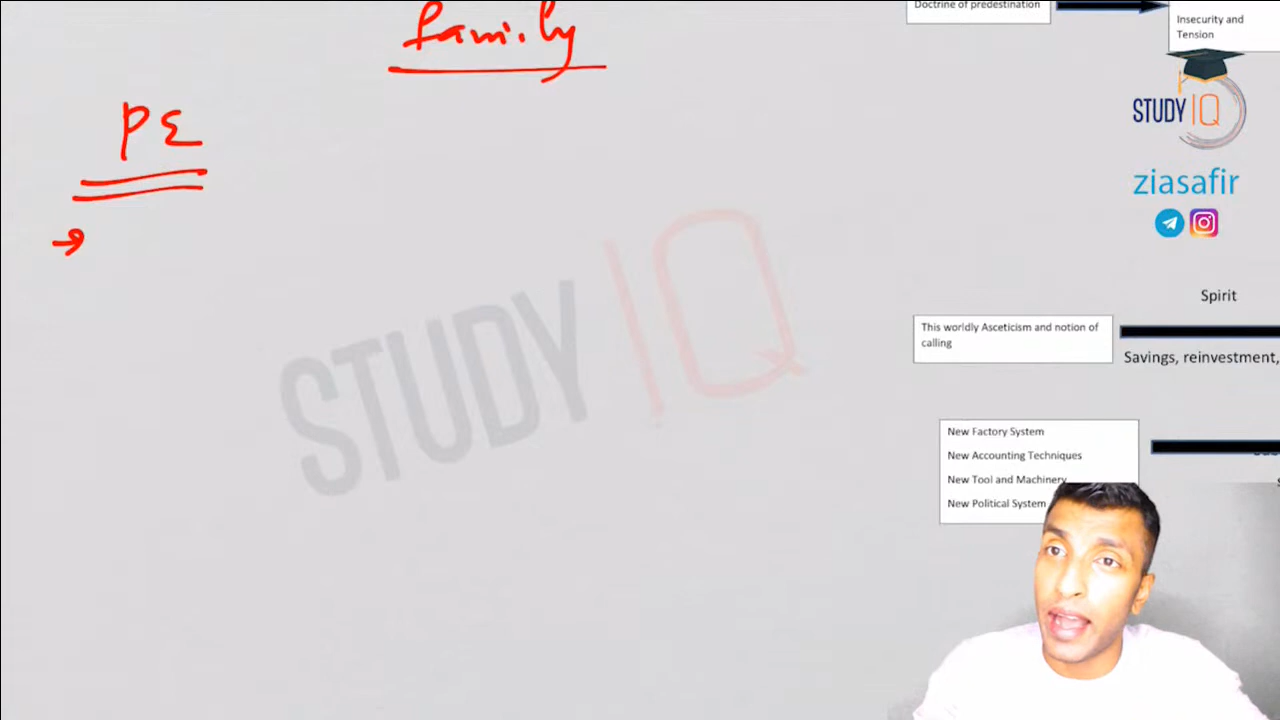 family
PE
Doctrine of predestination
Insecurity and
Tension
STUDY IQ
ziasafir
STUDY IQ
Spirit
This worldly Asceticism and notion of
calling
Savings, reinvestment,
New Factory System
New Accounting Techniques
New Tool and Machinery
New Political System